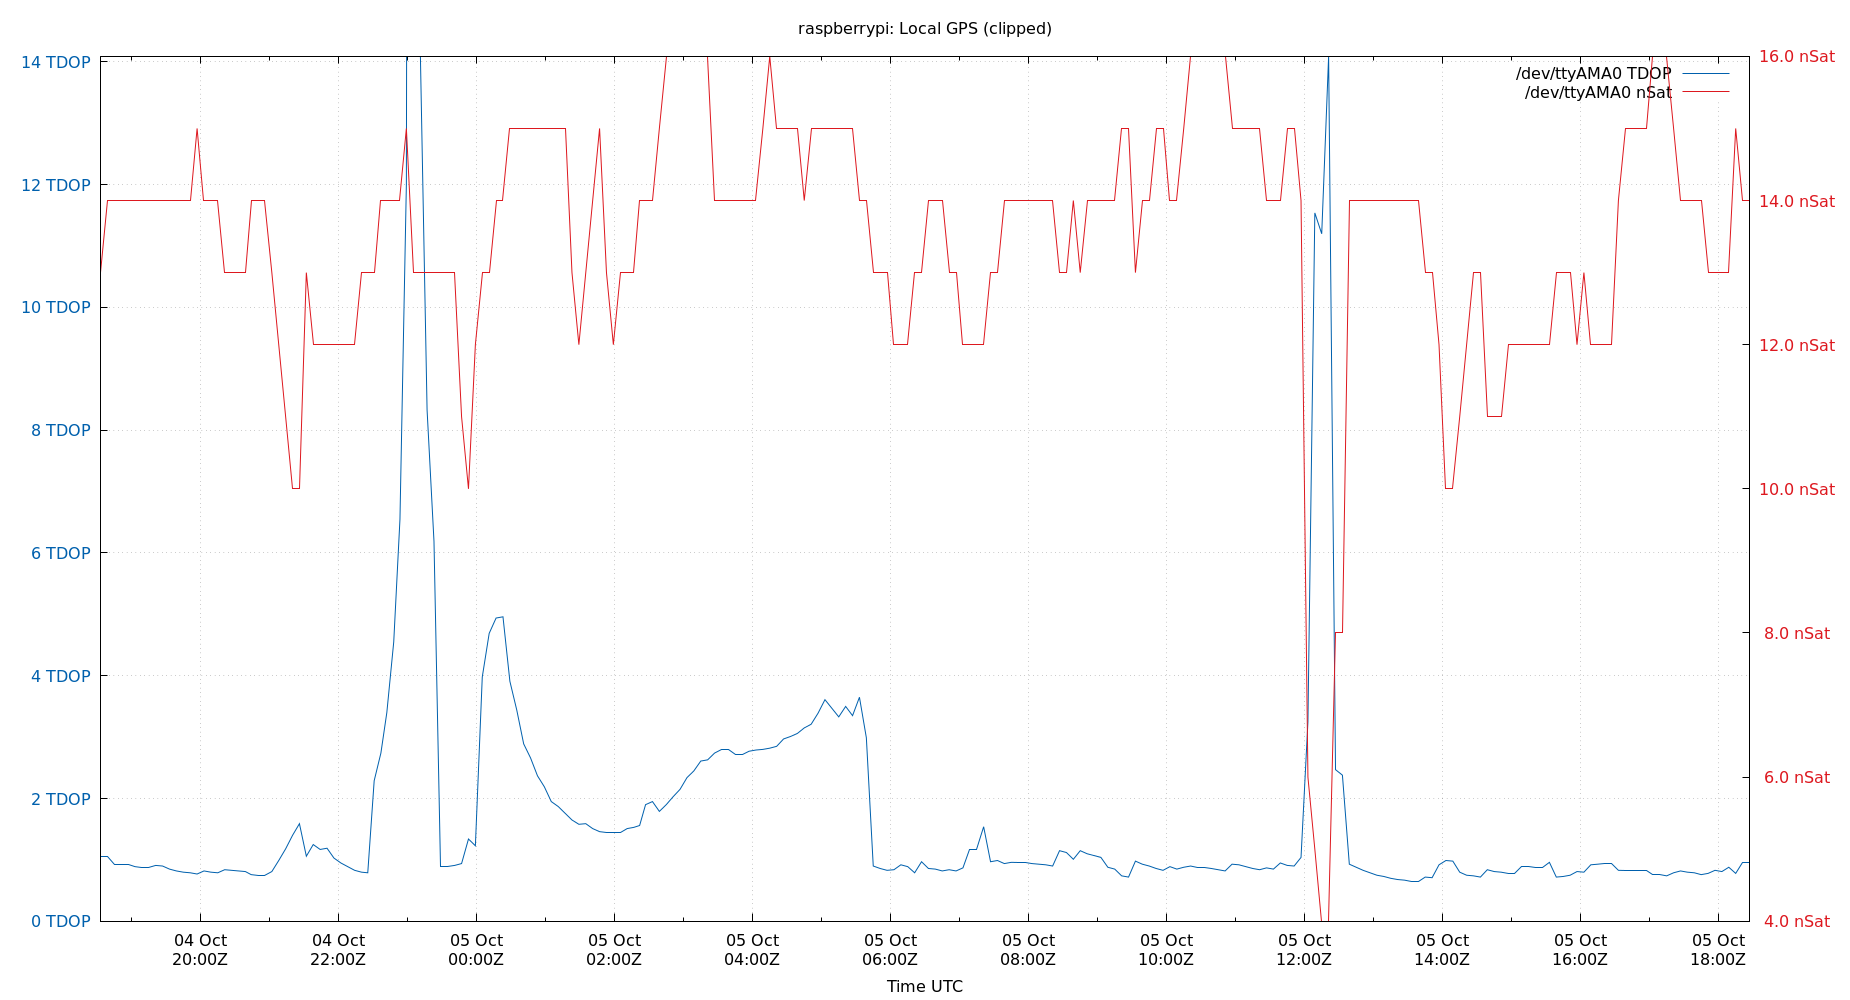 raspberrypi: Local GPS (clipped)
14 TDOP
12 TDOP
10 TDOP
8 TDOP
6 TDOP
4 TDOP
2 TDOP
0 TDOP
/dev/ttyAMA0 TDOP
/dev/ttyAMA0 nSat
16.0 nSat
14.0 nSat
12.0 nSat
10.0 nSat
8.0 nSat
6.0 nSat
4.0 nSat
04 Oct
20:00Z
04 Oct
22:00Z
05 Oct
00:00Z
05 Oct
02:00Z
05 Oct
04:00Z
05 Oct
06:00Z
05 Oct
08:00Z
05 Oct
10:00Z
05 Oct
12:00Z
05 Oct
14:00Z
05 Oct
16:00Z
05 Oct
18:00Z
Time UTC